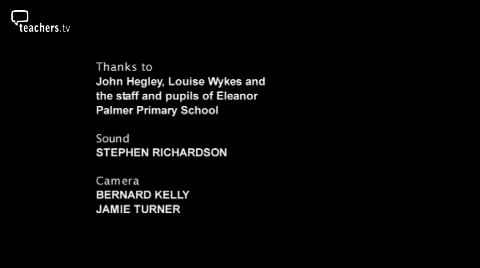 teachers.tv
Thanks to
John Hegley, Louise Wykes and
the staff and pupils of Eleanor
Palmer Primary School
Sound
STEPHEN RICHARDSON
Camera
BERNARD KELLY
JAMIE TURNER